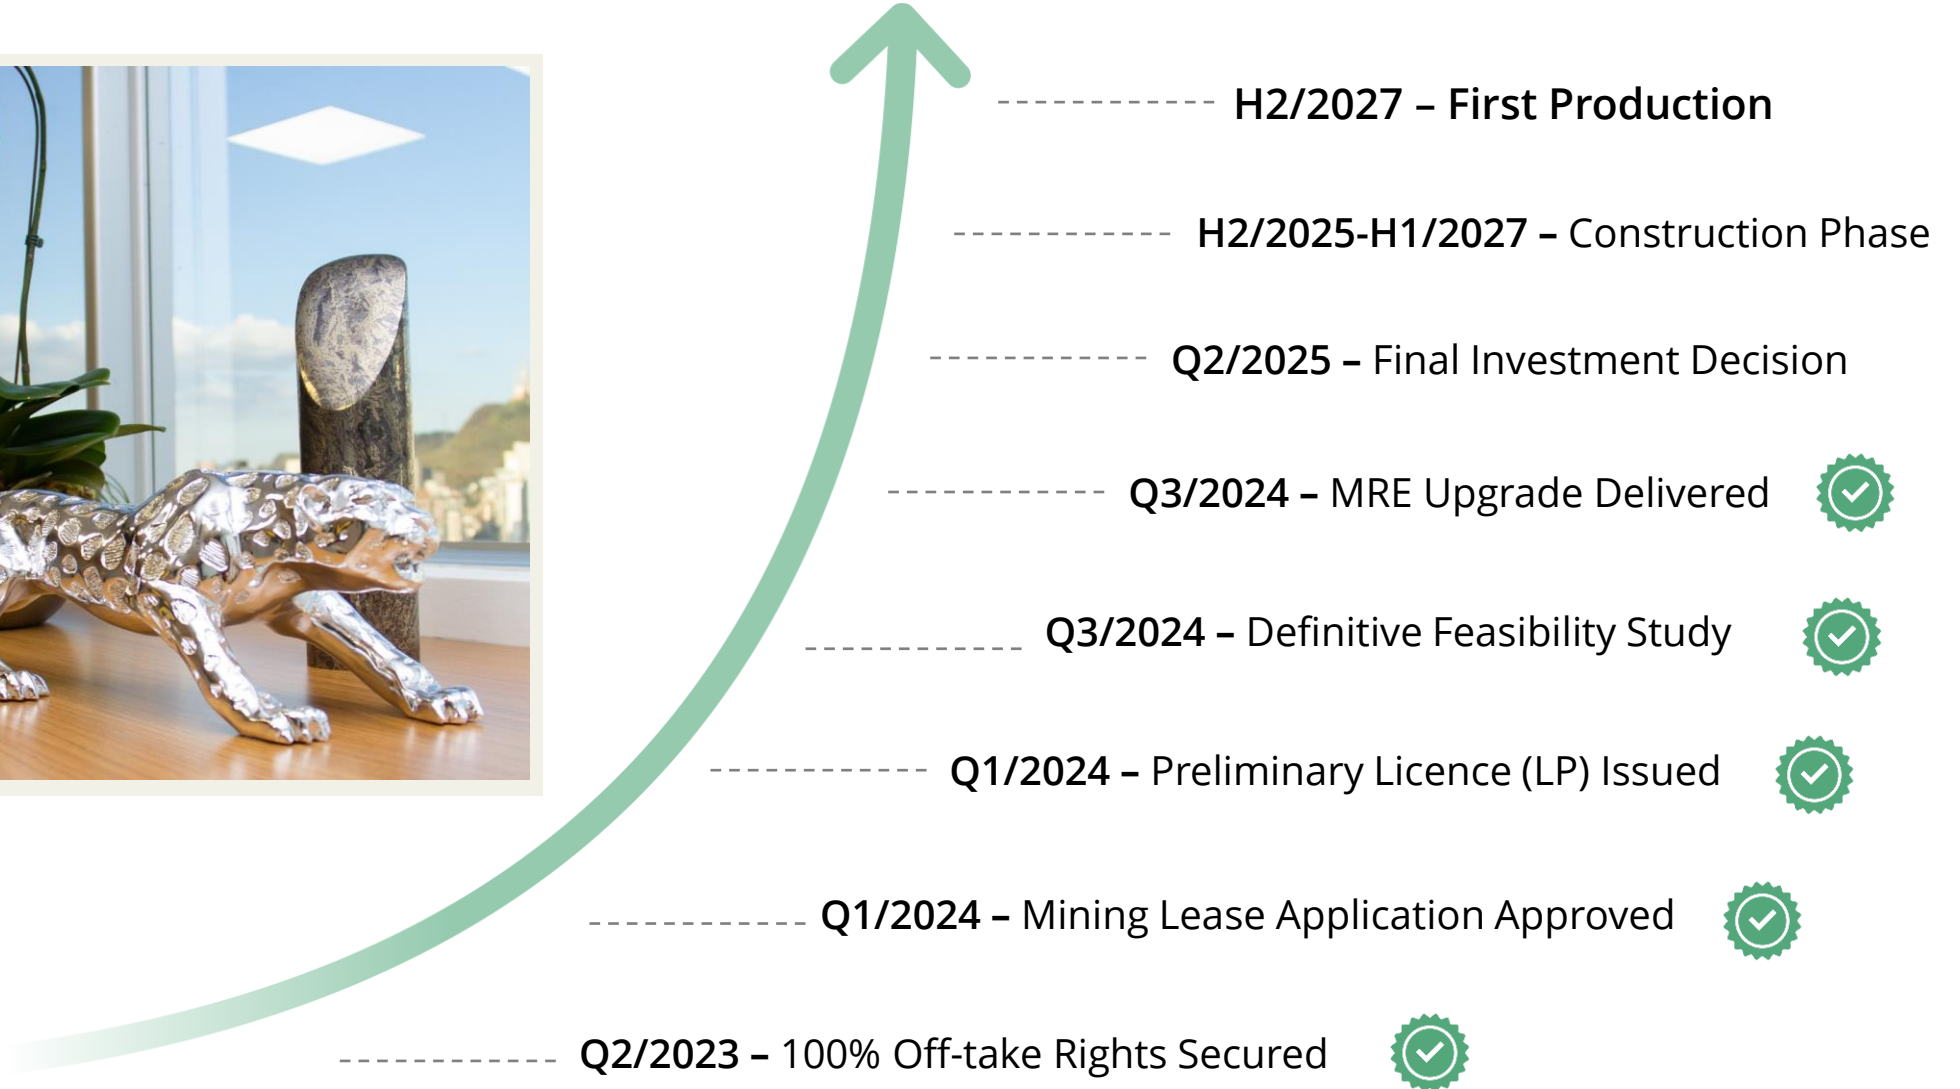 H2/2027 – First Production
H2/2025-H1/2027 – Construction Phase
Q2/2025 – Final Investment Decision
Q3/2024 – MRE Upgrade Delivered
Q3/2024 – Definitive Feasibility Study
Q1/2024 – Preliminary Licence (LP) Issued
Q1/2024 – Mining Lease Application Approved
Q2/2023 – 100% Off-take Rights Secured